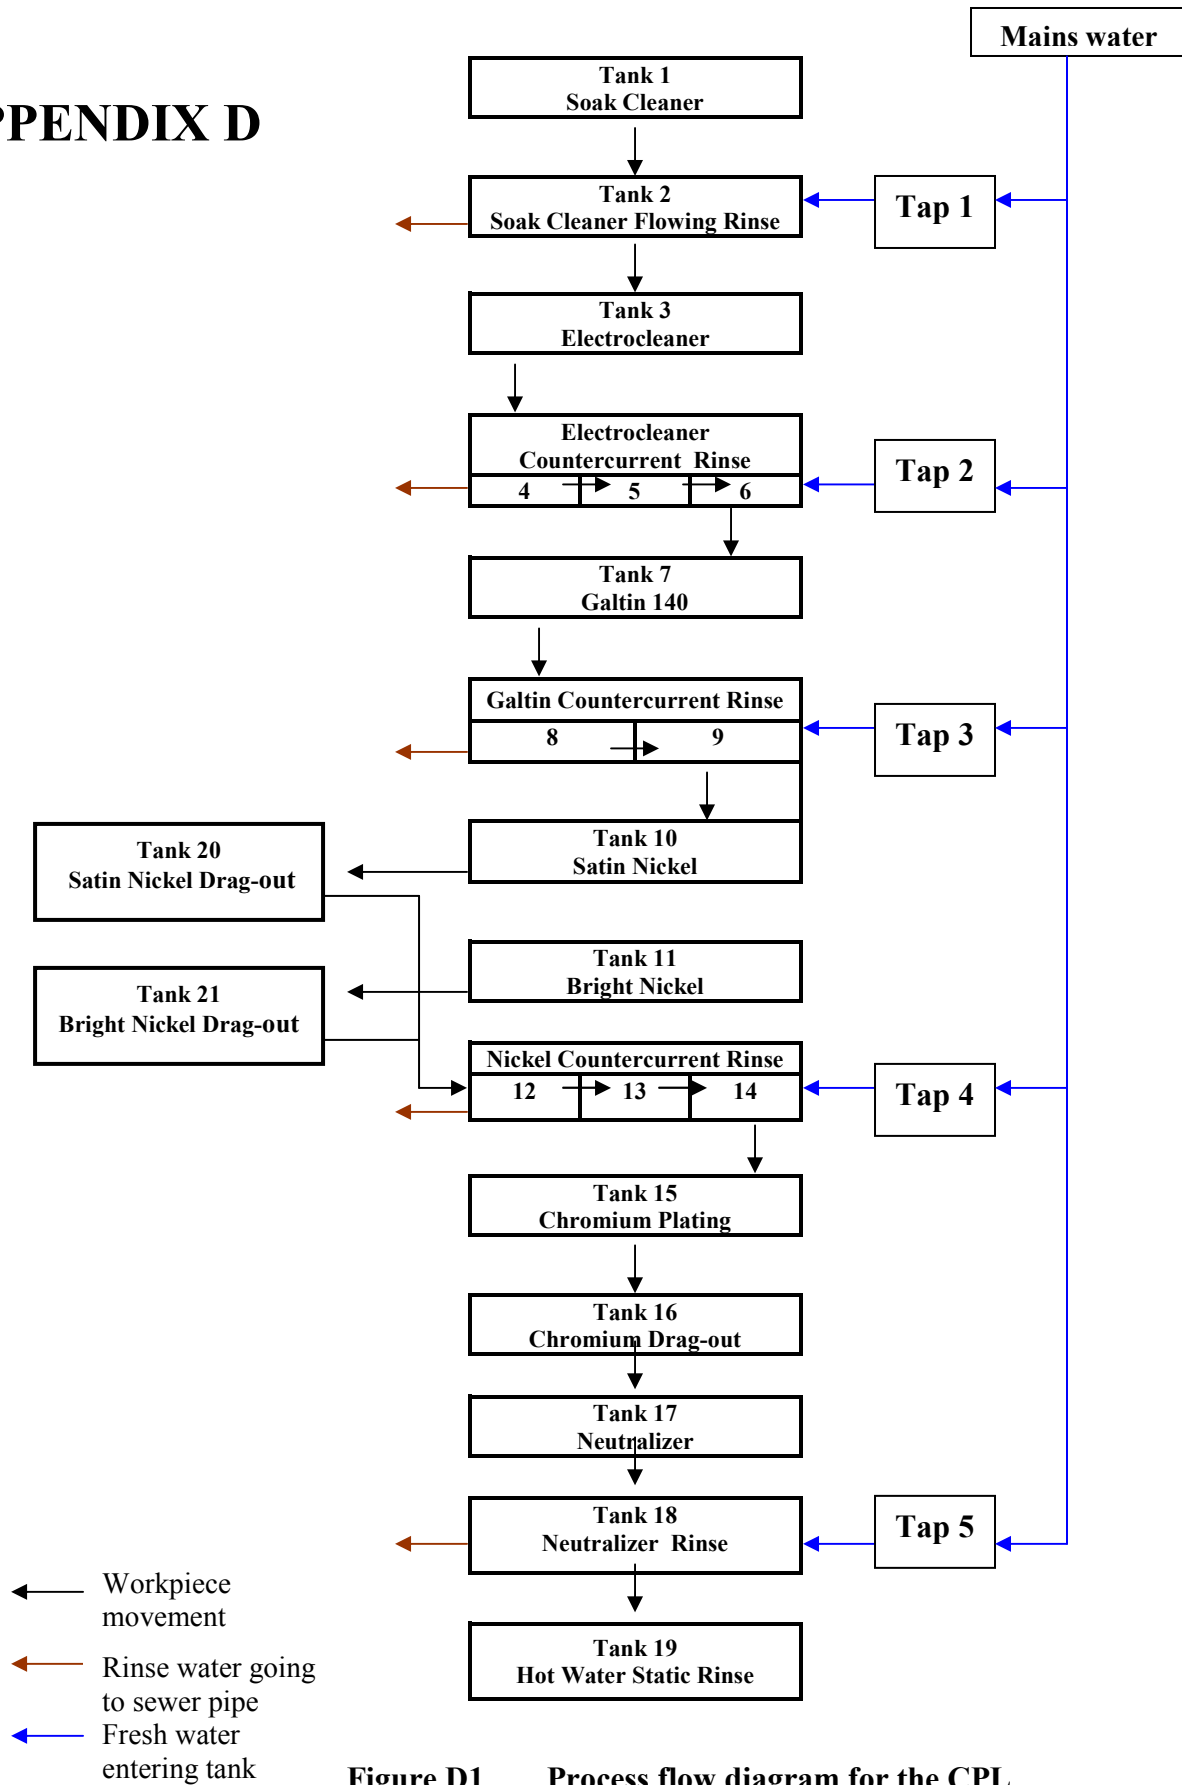 Mains water
PPENDIX D
Tank 1
Soak Cleaner
Tank 2
Soak Cleaner Flowing Rinse
Tap 1
Tank 3
Electrocleaner
Electrocleaner
Countercurrent Rinse
4 5 6
Tap 2
Tank 7
Galtin 140
Galtin Countercurrent Rinse
8 9
Tap 3
Tank 10
Satin Nickel
Tank 20
Satin Nickel Drag-out
Tank 11
Bright Nickel
Tank 21
Bright Nickel Drag-out
Nickel Countercurrent Rinse
12 13 14
Tap 4
Tank 15
Chromium Plating
Tank 16
Chromium Drag-out
Tank 17
Neutralizer
Tank 18
Neutralizer Rinse
Tap 5
Tank 19
Hot Water Static Rinse
Workpiece
movement
Rinse water going
to sewer pipe
Fresh water
entering tank
Figure D1 Process flow diagram for the CPL